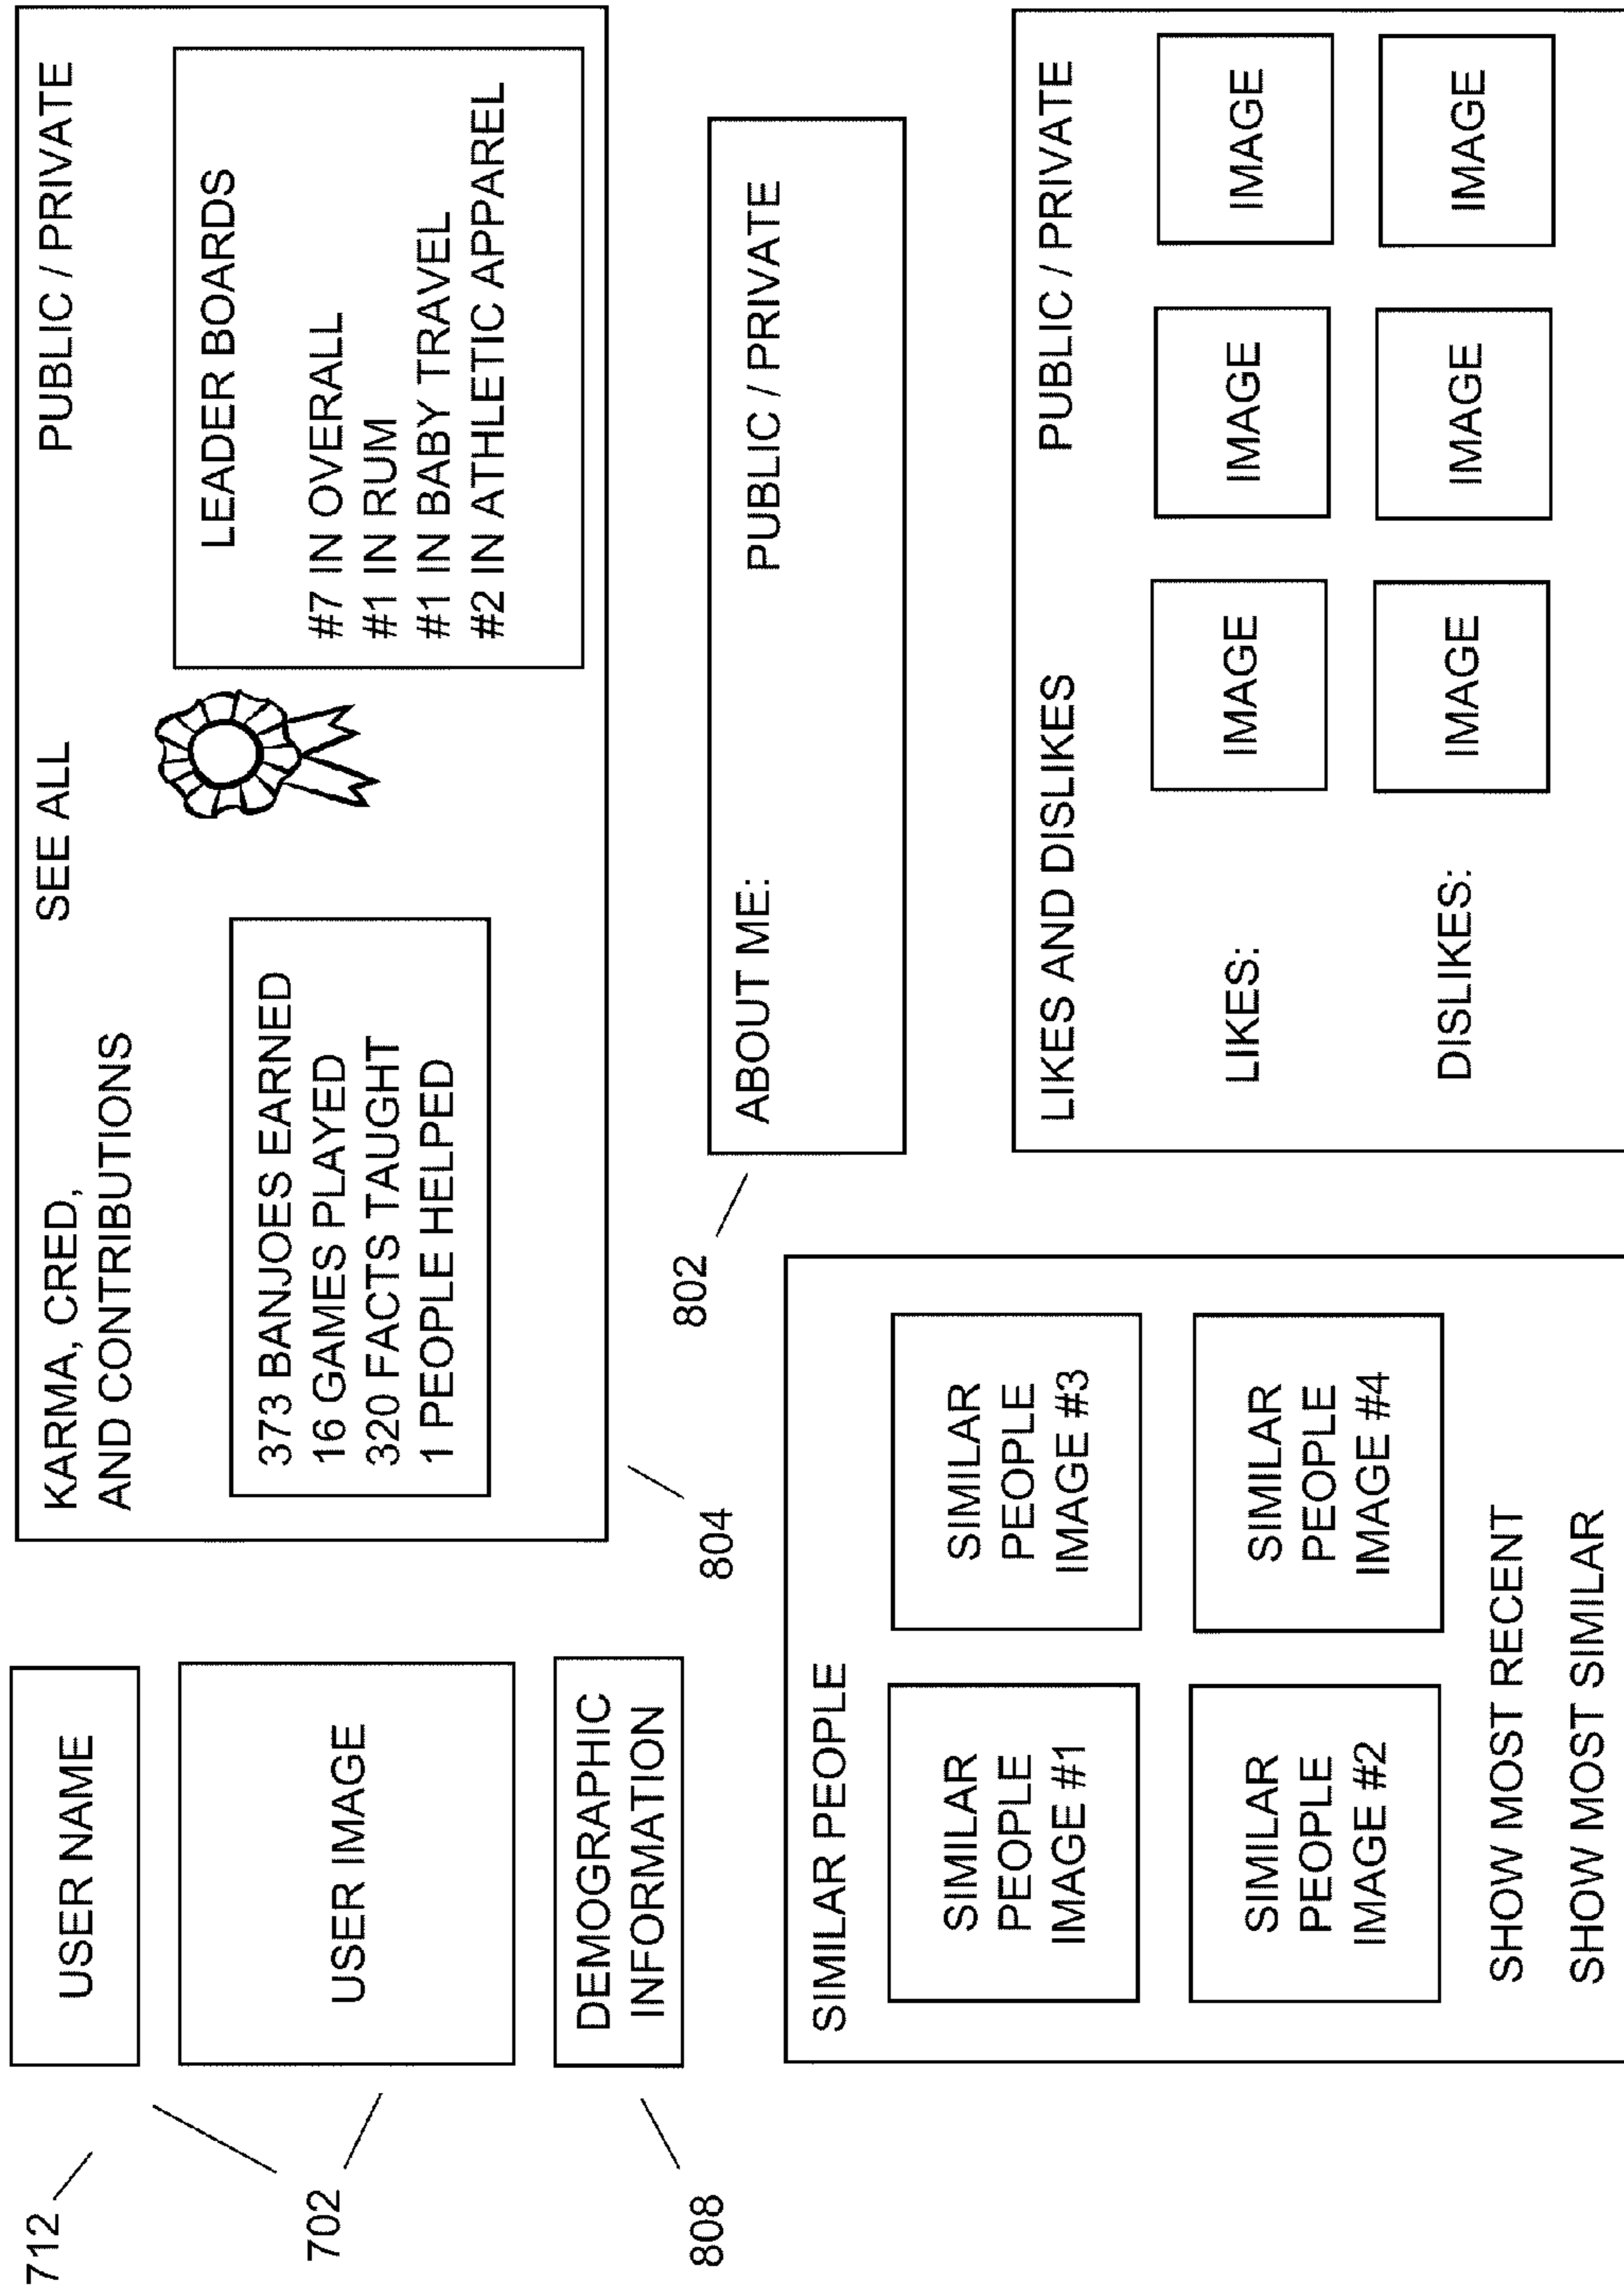 712
USER NAME
702
USER IMAGE
808
DEMOGRAPHIC
INFORMATION
KARMA, CRED,
AND CONTRIBUTIONS
SEE ALL
PUBLIC / PRIVATE
373 BANJOES EARNED
16 GAMES PLAYED
320 FACTS TAUGHT
1 PEOPLE HELPED
LEADER BOARDS
#7 IN OVERALL
#1 IN RUM
#1 IN BABY TRAVEL
#2 IN ATHLETIC APPAREL
804
802
ABOUT ME:
PUBLIC / PRIVATE
SIMILAR PEOPLE
SIMILAR
PEOPLE
IMAGE #1
SIMILAR
PEOPLE
IMAGE #3
SIMILAR
PEOPLE
IMAGE #2
SIMILAR
PEOPLE
IMAGE #4
SHOW MOST RECENT
SHOW MOST SIMILAR
LIKES AND DISLIKES
PUBLIC / PRIVATE
LIKES:
IMAGE
IMAGE
IMAGE
DISLIKES:
IMAGE
IMAGE
IMAGE